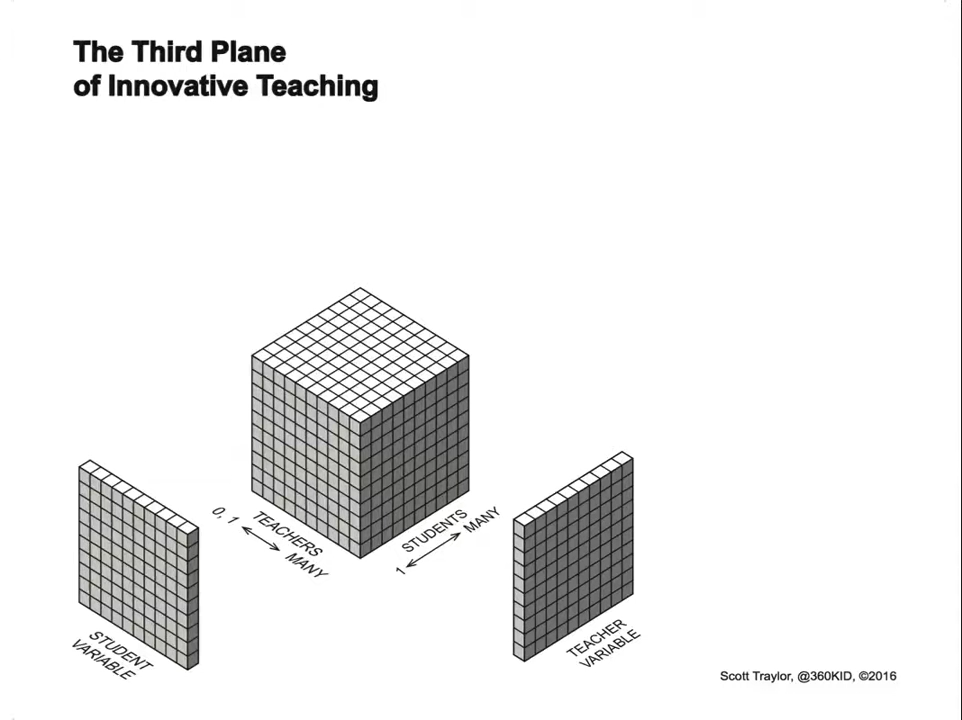 The Third Plane
of Innovative Teaching
0, 1
TEACHERS
MANY
STUDENTS
MANY
1
STUDENT
VARIABLE
TEACHER
VARIABLE
Scott Traylor, @360KID, ©2016